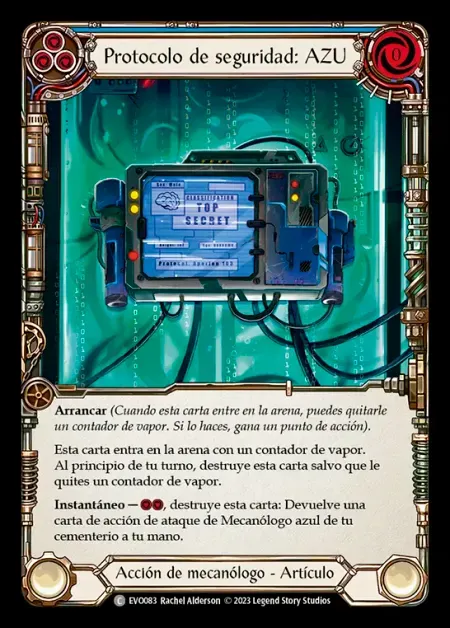 Protocolo de seguridad: AZU
0
CLASSIFICATION
TOP
SECRET
Arrancar (Cuando esta carta entre en la arena, puedes quitarle
un contador de vapor. Si lo haces, gana un punto de acción).
Esta carta entra en la arena con un contador de vapor.
Al principio de tu turno, destruye esta carta salvo que le
quites un contador de vapor.
Instantáneo — , destruye esta carta: Devuelve una
carta de acción de ataque de Mecanólogo azul de tu
cementerio a tu mano.
Acción de mecanólogo - Artículo
C EVO083 Rachel Alderson © 2023 Legend Story Studios